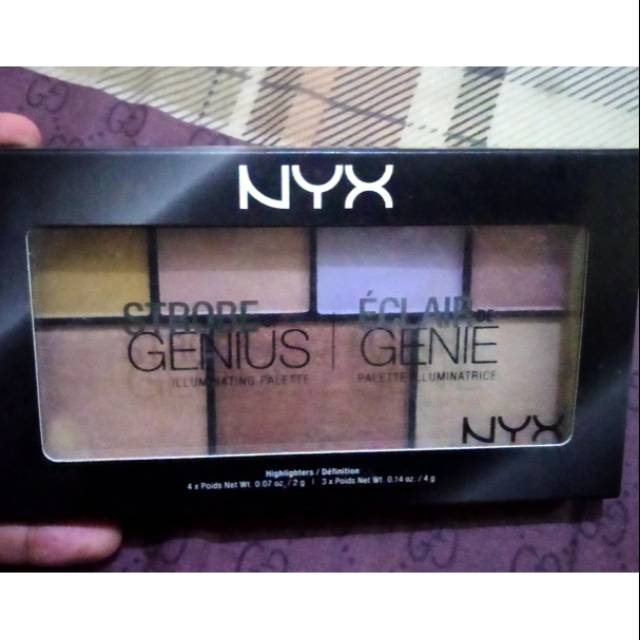 NYX
STROBE OF
GENIUS
ILLUMINATING PALETTE
ÉCLAIR DE
GENIE
PALETTE ILLUMINATRICE
NYX
Highlighters / Définition
4 x Poids Net Wt. 0.07 oz. / 2 g | 3 x Poids Net Wt. 0.14 oz. / 4 g